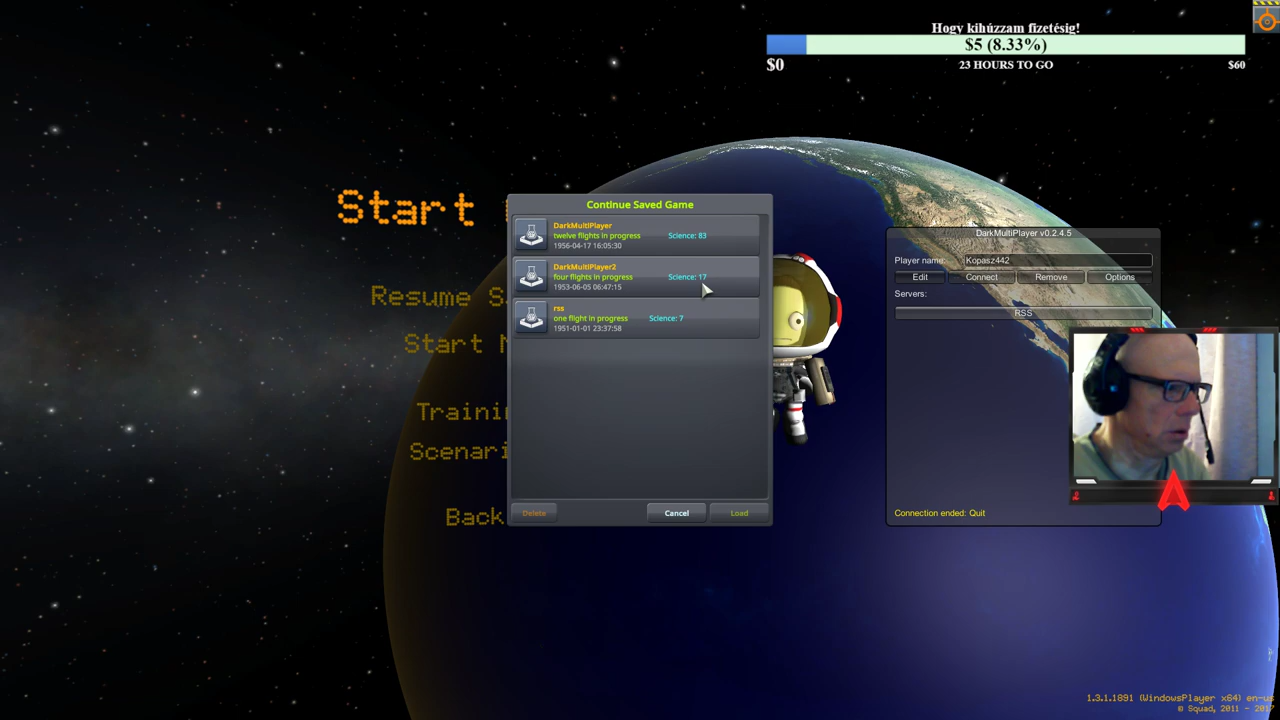 Hogy kihúzzam fizetésig!
$5 (8.33%)
$0
23 HOURS TO GO
$60
Start
Resume S
Start
Traini
Scenari
Back
Continue Saved Game
DarkMultiPlayer
twelve flights in progress
Science: 83
1956-04-17 16:05:30
DarkMultiPlayer2
four flights in progress
Science: 17
1953-06-05 06:47:15
rss
one flight in progress
Science: 7
1951-01-01 23:37:58
Delete
Cancel
Load
DarkMultiPlayer v0.2.4.5
Player name:
Kopasz442
Edit
Connect
Remove
Options
Servers:
RSS
Connection ended: Quit
1.3.1.1891 (WindowsPlayer x64) en-us
© Squad, 2011 - 2017